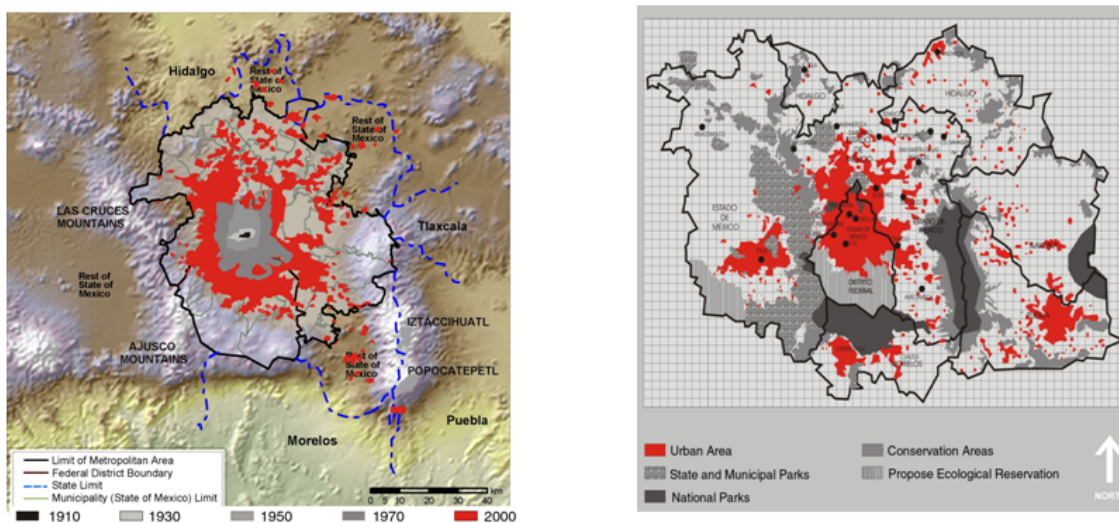 Hidalgo
Rest of
State of
Mexico
Rest of
State of
Mexico
LAS CRUCES
MOUNTAINS
Tlaxcala
Rest of
State of
Mexico
IZTACCIHUATL
AJUSCO
MOUNTAINS
Rest of
State of
Mexico
POPOCATEPETL
Puebla
Morelos
Limit of Metropolitan Area
Federal District Boundary
State Limit
Municipality (State of Mexico) Limit
0 5 10 20 30 40
km
1910 1930 1950 1970 2000
HIDALGO
HIDALGO
ESTADO
DE
MÉXICO
CIUDAD DE
MÉXICO
DISTRITO
FEDERAL
Urban Area
State and Municipal Parks
National Parks
Conservation Areas
Propose Ecological Reservation
NORTH